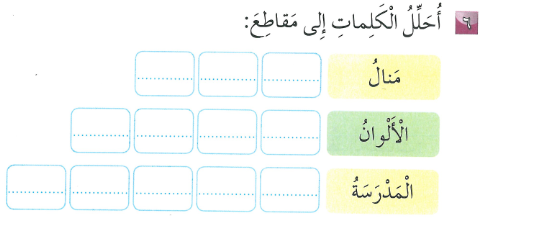 ٦ أُحَلِّلُ الْكَلِماتِ إِلى مَقاطِعَ:
مَنالُ
الْأَلْوانُ
الْمَدْرَسَةُ